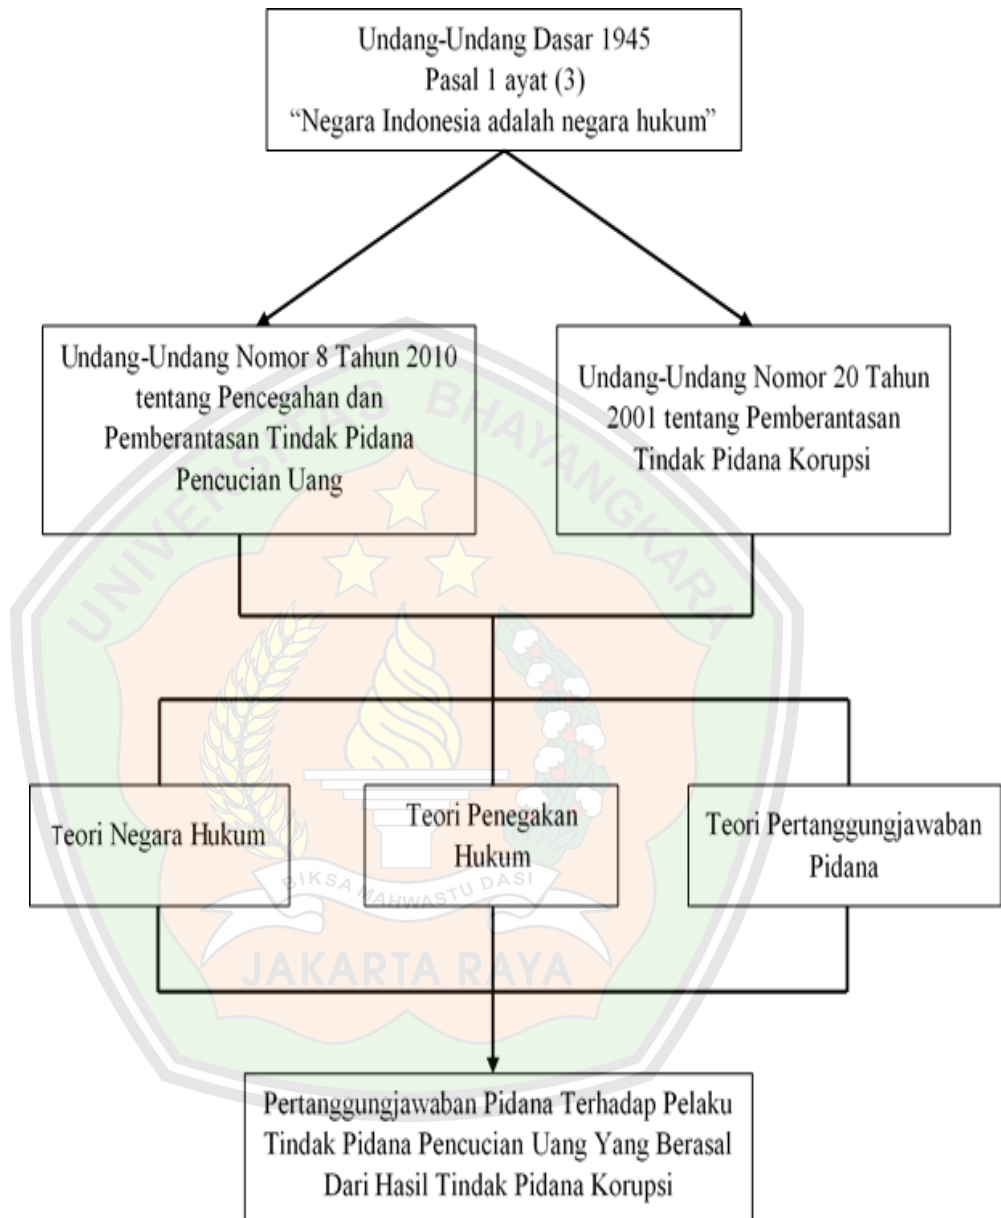 Undang-Undang Dasar 1945
Pasal 1 ayat (3)
“Negara Indonesia adalah negara hukum”
Undang-Undang Nomor 8 Tahun 2010
tentang Pencegahan dan
Pemberantasan Tindak Pidana
Pencucian Uang
Undang-Undang Nomor 20 Tahun
2001 tentang Pemberantasan
Tindak Pidana Korupsi
UNIVERSITAS BHAYANGKARA
Teori Negara Hukum
Teori Penegakan
Hukum
Teori Pertanggungjawaban
Pidana
BIKSA MAHWASTU DASI
JAKARTA RAYA
Pertanggungjawaban Pidana Terhadap Pelaku
Tindak Pidana Pencucian Uang Yang Berasal
Dari Hasil Tindak Pidana Korupsi